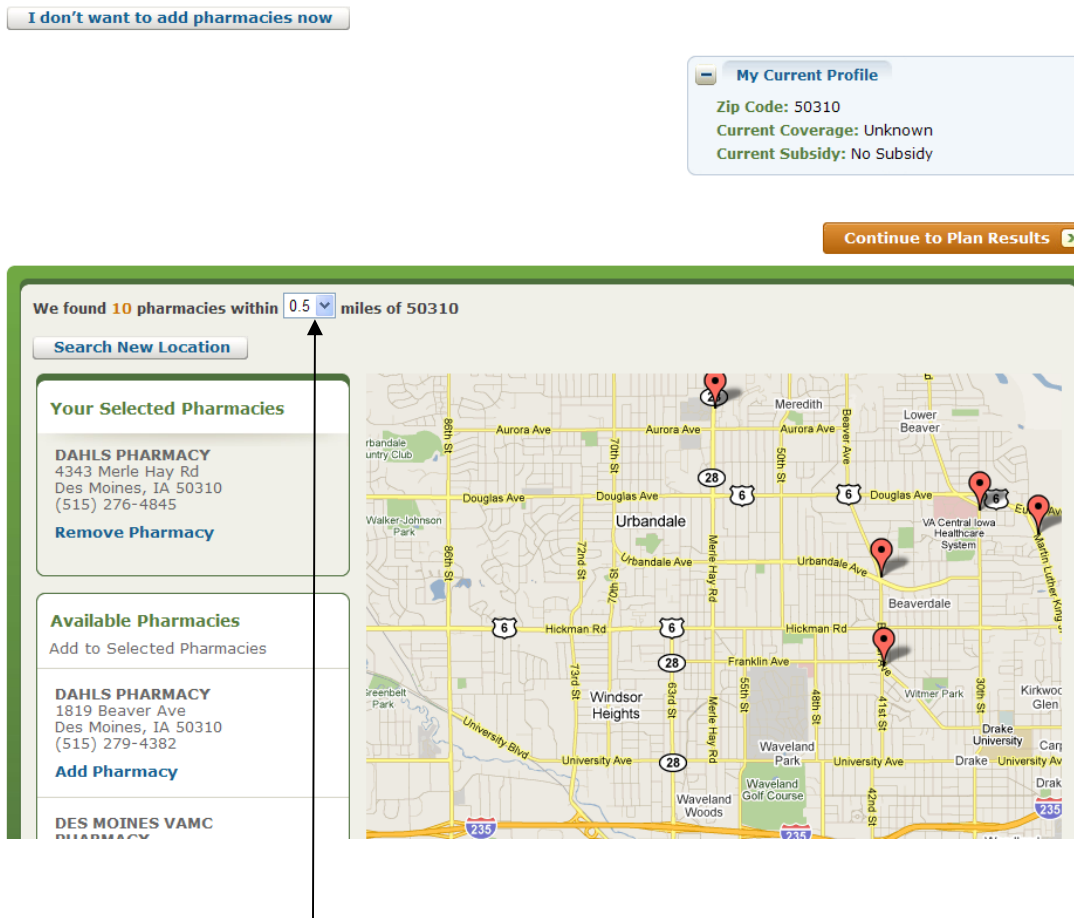 I don't want to add pharmacies now
My Current Profile
Zip Code: 50310
Current Coverage: Unknown
Current Subsidy: No Subsidy
Continue to Plan Results
We found 10 pharmacies within 0.5 miles of 50310
Search New Location
Your Selected Pharmacies
DAHLS PHARMACY
4343 Merle Hay Rd
Des Moines, IA 50310
(515) 276-4845
Remove Pharmacy
Available Pharmacies
Add to Selected Pharmacies
DAHLS PHARMACY
1819 Beaver Ave
Des Moines, IA 50310
(515) 279-4382
Add Pharmacy
DES MOINES VAMC
PHARMACY
Meredith
Lower
Beaver
86th St
Aurora Ave
Aurora Ave
Aurora Ave
Beaver Ave
rbandale
untry Club
70th St
50th St
28
6
6
6
Douglas Ave
Douglas Ave
Douglas Ave
Walker-Johnson
Park
Urbandale
VA Central Iowa
Healthcare
System
86th St
72nd St
Urbandale Ave
Merle Hay Rd
Urbandale Ave
Martin Luther King
70th St
Beaverdale
6
Hickman Rd
6
Hickman Rd
28
Franklin Ave
73rd St
Greenbelt
Park
Windsor
Heights
63rd St
Merle Hay Rd
55th St
48th St
41st St
Witmer Park
30th St
Kirkwoo
Glen
University Blvd
Drake
University
University Ave
28
Waveland
Park
University Ave
Drake
University Av
Waveland
Golf Course
Waveland
Woods
42nd St
Drak
235
235
235